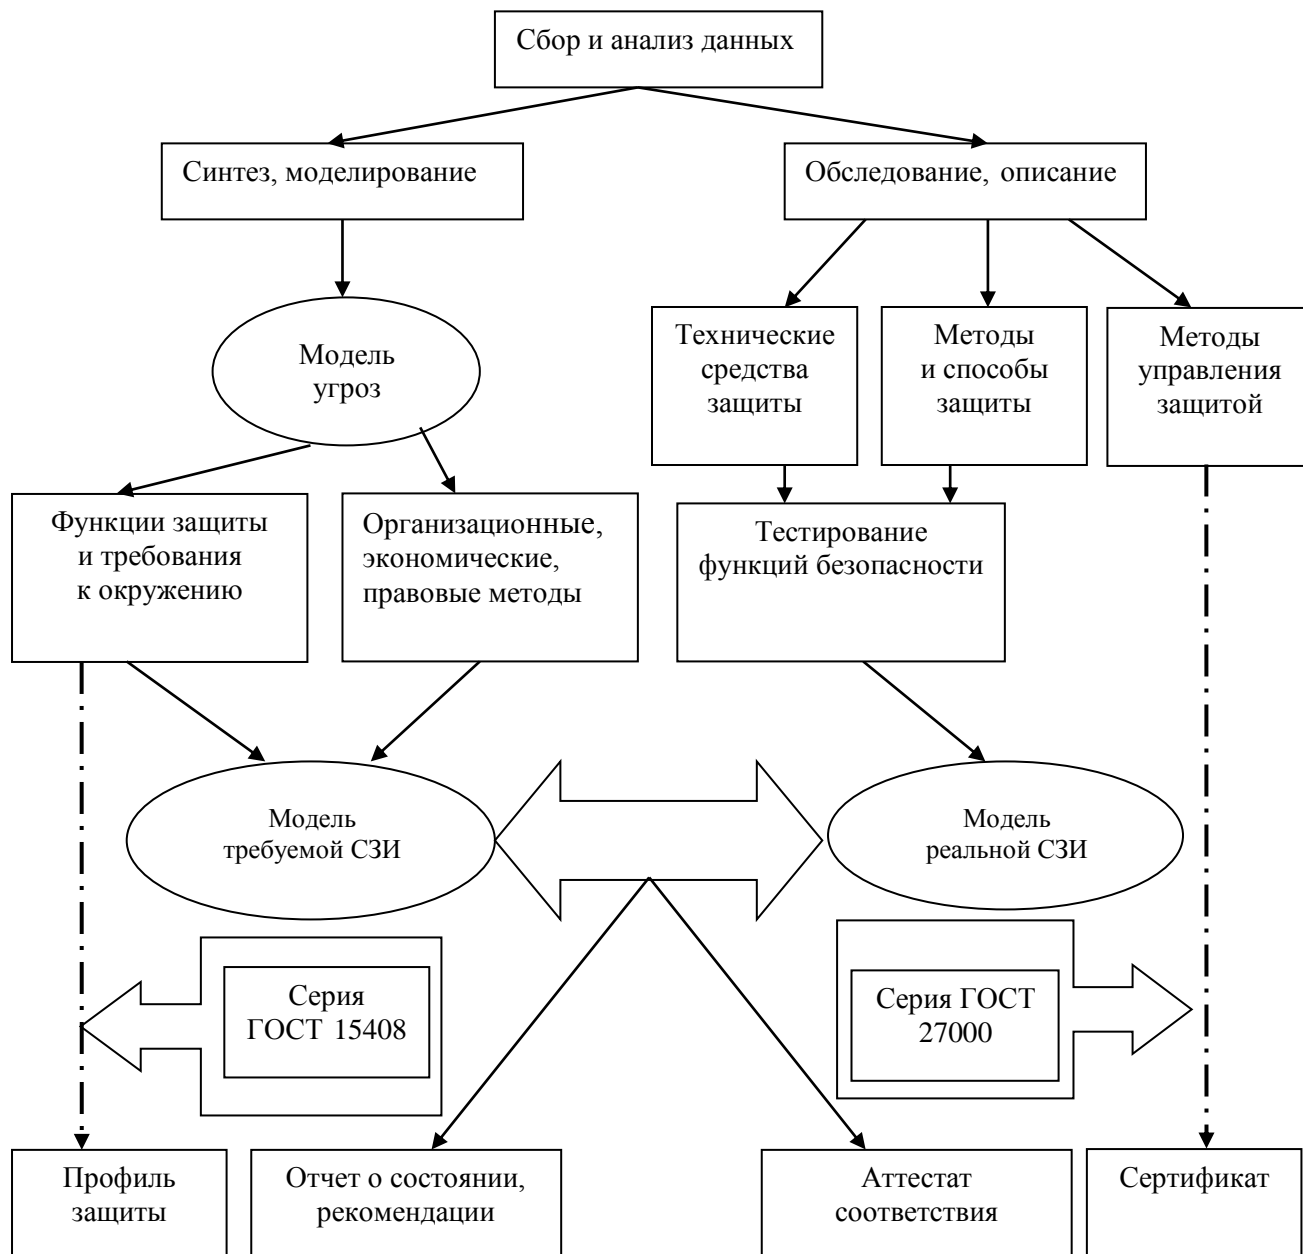 Сбор и анализ данных
Синтез, моделирование
Обследование, описание
Модель
угроз
Технические
средства
защиты
Методы
и способы
защиты
Методы
управления
защитой
Функции защиты
и требования
к окружению
Организационные,
экономические,
правовые методы
Тестирование
функций безопасности
Модель
требуемой СЗИ
Модель
реальной СЗИ
Серия
ГОСТ 15408
Серия ГОСТ
27000
Профиль
защиты
Отчет о состоянии,
рекомендации
Аттестат
соответствия
Сертификат